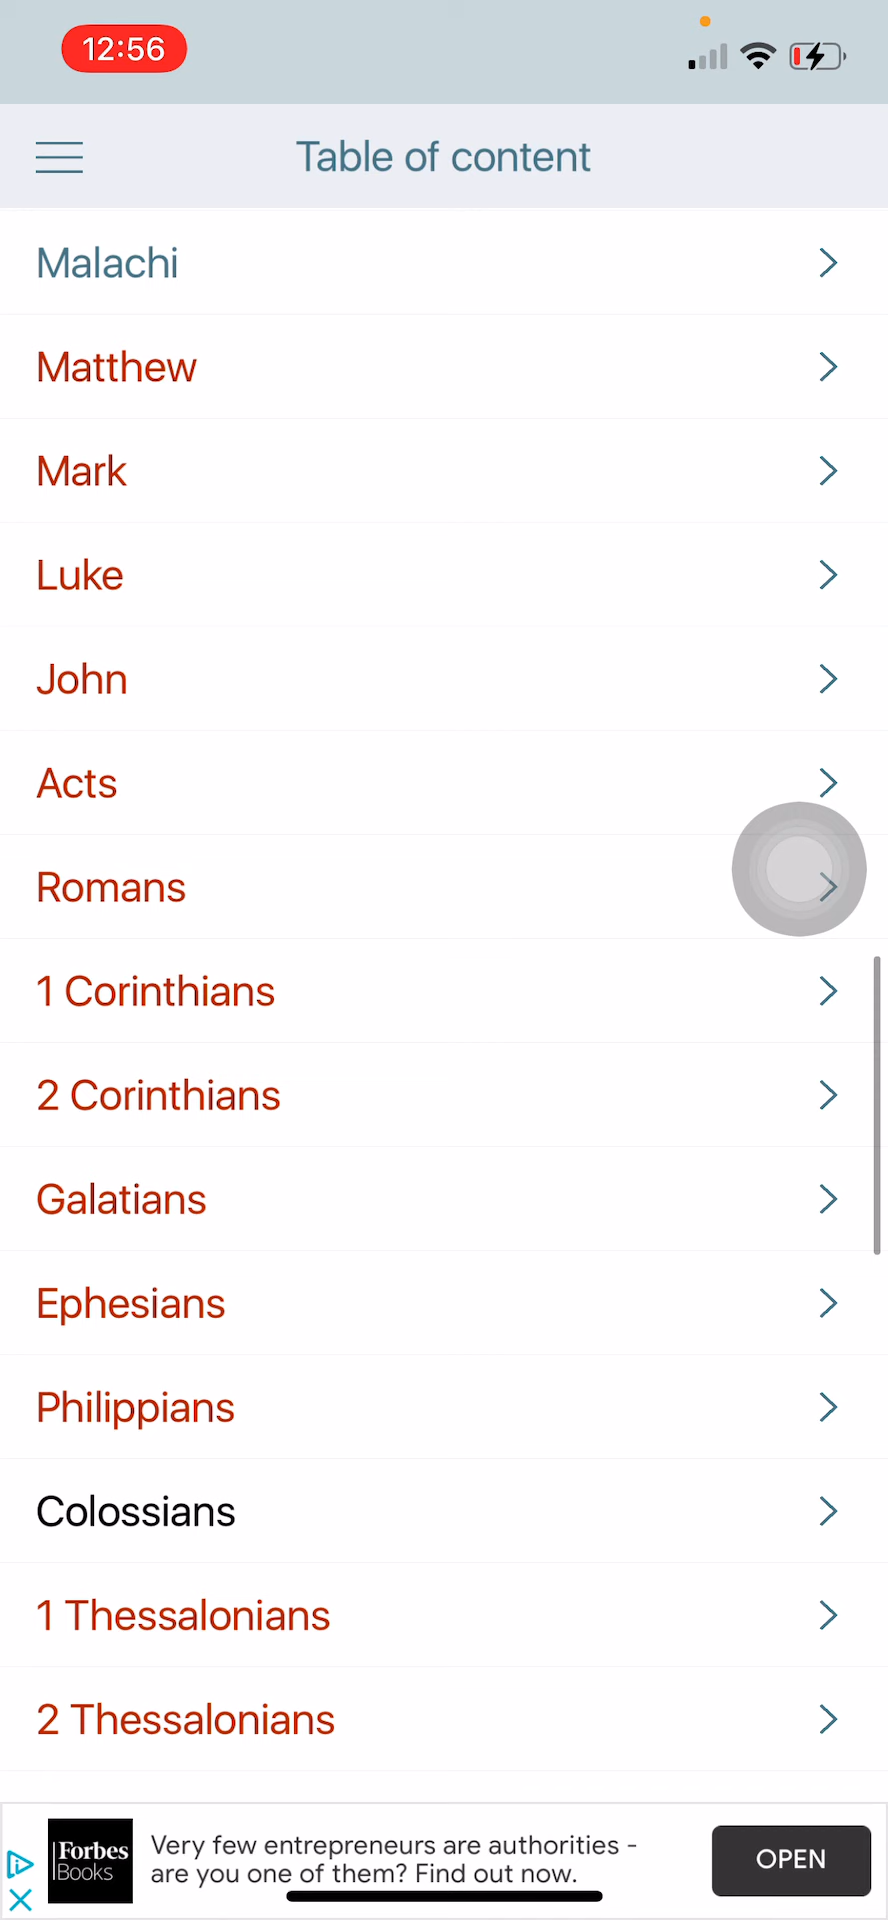 12:56
Table of content
Malachi
Matthew
Mark
Luke
John
Acts
Romans
1 Corinthians
2 Corinthians
Galatians
Ephesians
Philippians
Colossians
1 Thessalonians
2 Thessalonians
Forbes
Books
Very few entrepreneurs are authorities -
are you one of them? Find out now.
OPEN